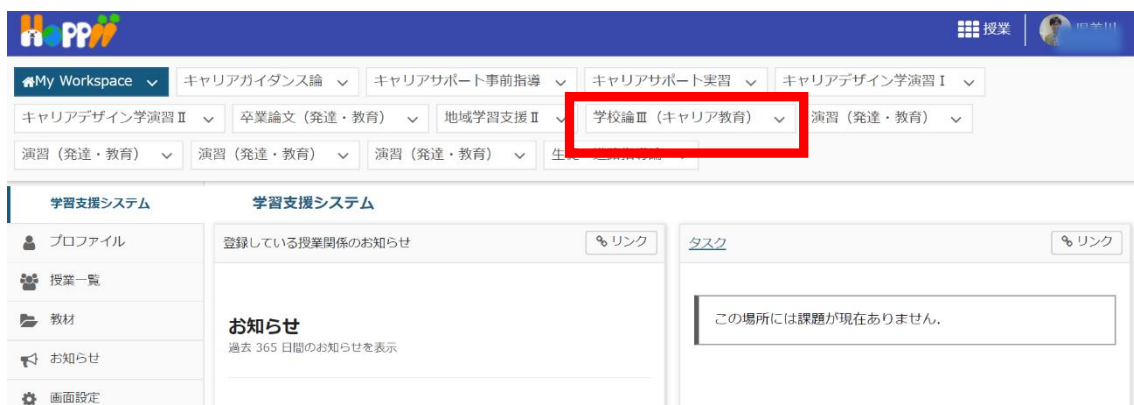 HOPPii
授業
My Workspace
キャリアガイダンス論
キャリアサポート事前指導
キャリアサポート実習
キャリアデザイン学演習Ⅰ
キャリアデザイン学演習Ⅱ
卒業論文（発達・教育）
地域学習支援Ⅱ
学校論Ⅲ（キャリア教育）
演習（発達・教育）
演習（発達・教育）
演習（発達・教育）
演習（発達・教育）
学習支援システム
学習支援システム
プロファイル
登録している授業関係のお知らせ
リンク
タスク
リンク
授業一覧
教材
お知らせ
過去 365 日間のお知らせを表示
この場所には課題が現在ありません.
お知らせ
画面設定